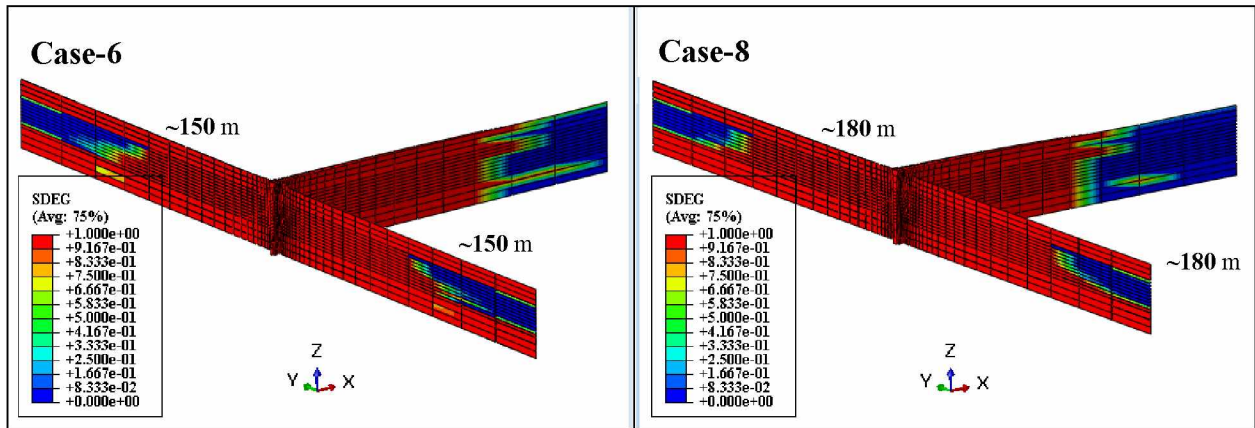 Case-6
~150 m
~150 m
SDEG
(Avg: 75%)
+1.000e+00
+9.167e-01
+8.333e-01
+7.500e-01
+6.667e-01
+5.833e-01
+5.000e-01
+4.167e-01
+3.333e-01
+2.500e-01
+1.667e-01
+8.333e-02
+0.000e+00
Z
Y
X
Case-8
~180 m
~180 m
SDEG
(Avg: 75%)
+1.000e+00
+9.167e-01
+8.333e-01
+7.500e-01
+6.667e-01
+5.833e-01
+5.000e-01
+4.167e-01
+3.333e-01
+2.500e-01
+1.667e-01
+8.333e-02
+0.000e+00
Z
Y
X